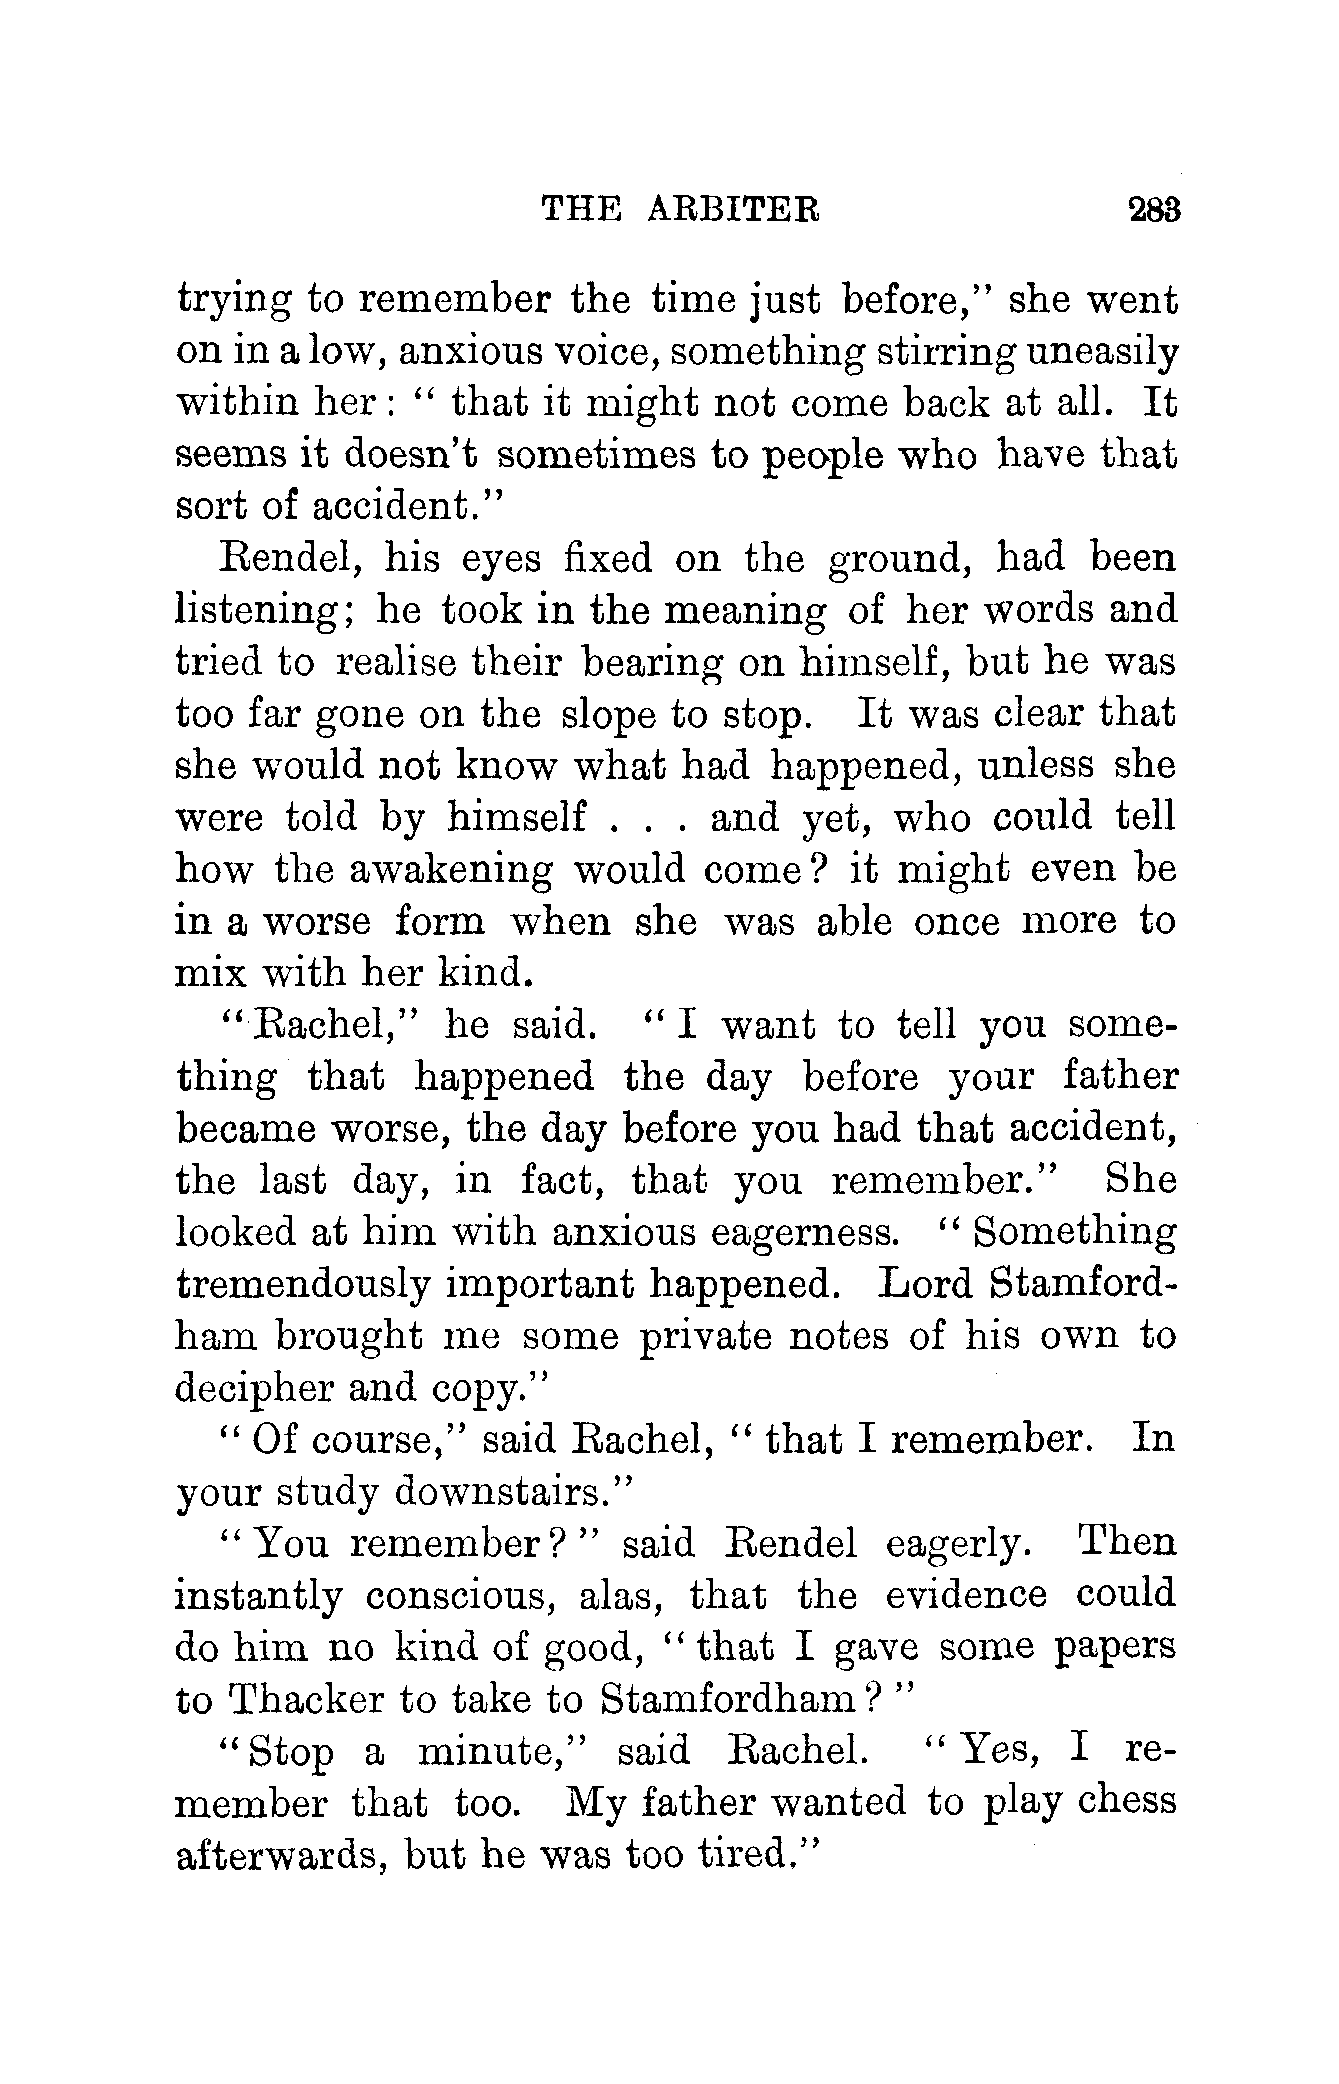 THE ARBITER 283
trying to remember the time just before,” she went
on in a low, anxious voice, something stirring uneasily
within her : “ that it might not come back at all. It
seems it doesn’t sometimes to people who have that
sort of accident.”
Rendel, his eyes fixed on the ground, had been
listening; he took in the meaning of her words and
tried to realise their bearing on himself, but he was
too far gone on the slope to stop. It was clear that
she would not know what had happened, unless she
were told by himself . . . and yet, who could tell
how the awakening would come ? it might even be
in a worse form when she was able once more to
mix with her kind.
“ Rachel,” he said. “ I want to tell you some-
thing that happened the day before your father
became worse, the day before you had that accident,
the last day, in fact, that you remember.” She
looked at him with anxious eagerness. “ Something
tremendously important happened. Lord Stamford-
ham brought me some private notes of his own to
decipher and copy.”
“ Of course,” said Rachel, “ that I remember. In
your study downstairs.”
“ You remember ? ” said Rendel eagerly. Then
instantly conscious, alas, that the evidence could
do him no kind of good, “ that I gave some papers
to Thacker to take to Stamfordham ? ”
“ Stop a minute,” said Rachel. “ Yes, I re-
member that too. My father wanted to play chess
afterwards, but he was too tired.”